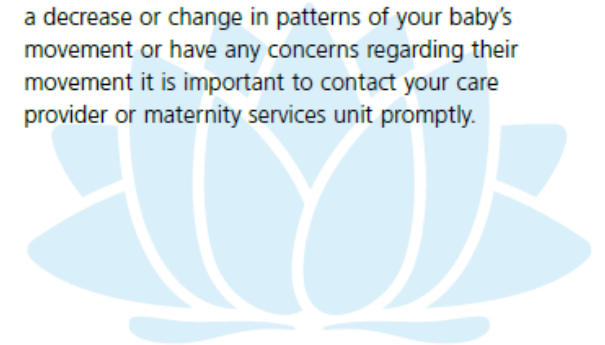 a decrease or change in patterns of your baby's
movement or have any concerns regarding their
movement it is important to contact your care
provider or maternity services unit promptly.